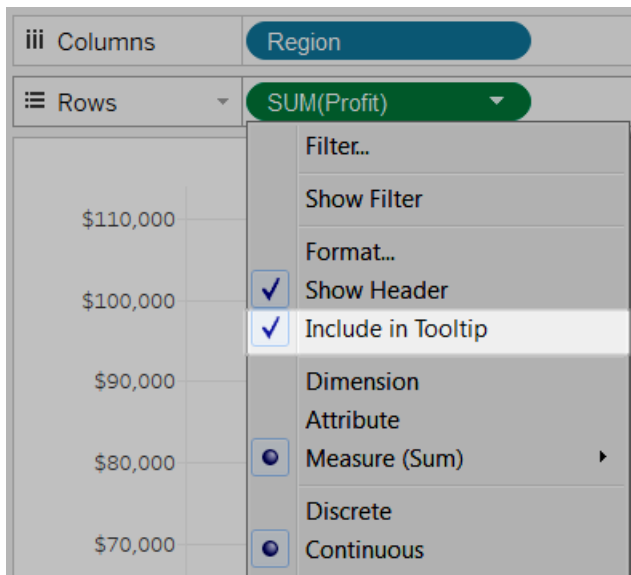 Columns
Region
Rows
SUM(Profit)
Filter...
Show Filter
$110,000
Format...
Show Header
$100,000
Include in Tooltip
$90,000
Dimension
Attribute
$80,000
Measure (Sum)
Discrete
$70,000
Continuous